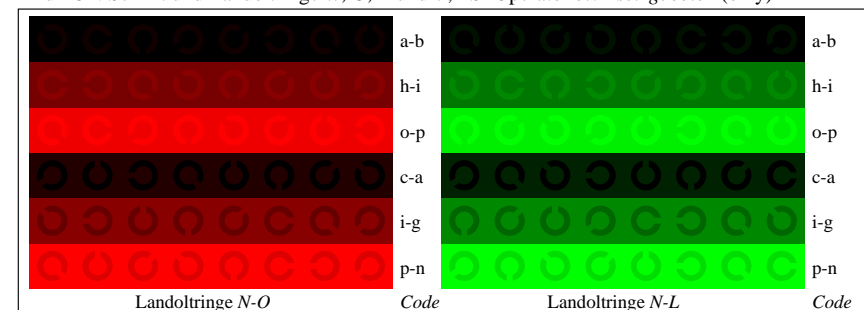 a-b a-b
h-i h-i
o-p o-p
c-a c-a
i-g i-g
p-n p-n
Landoltringe N-O Code Landoltringe N-L Code